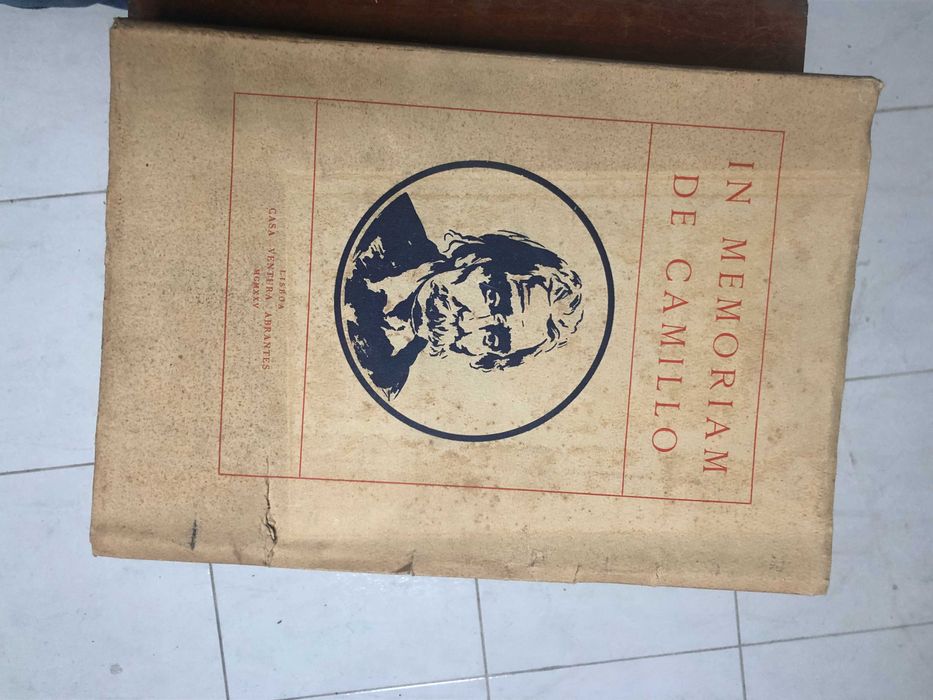 IN MEMORIAM
DE CAMILLO
LISBOA
CASA VENTURA ABRANTES
MCMXXV